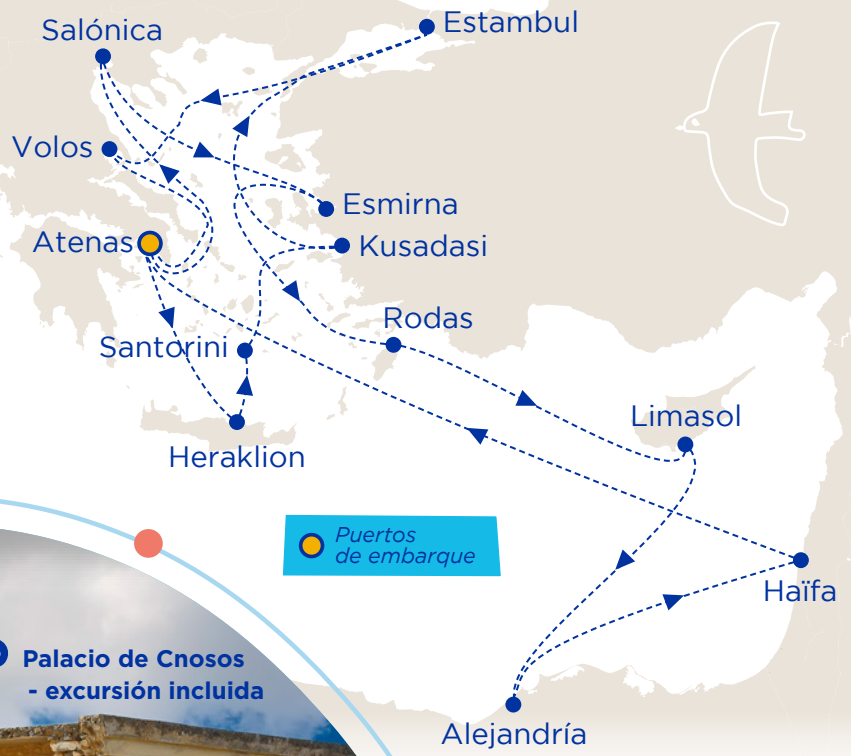 Estambul
Salónica
Volos
Esmirna
Atenas
Kusadasi
Rodas
Santorini
Limasol
Heraklion
Puertos
de embarque
Haïfa
Palacio de Cnosos
- excursión incluida
Alejandría